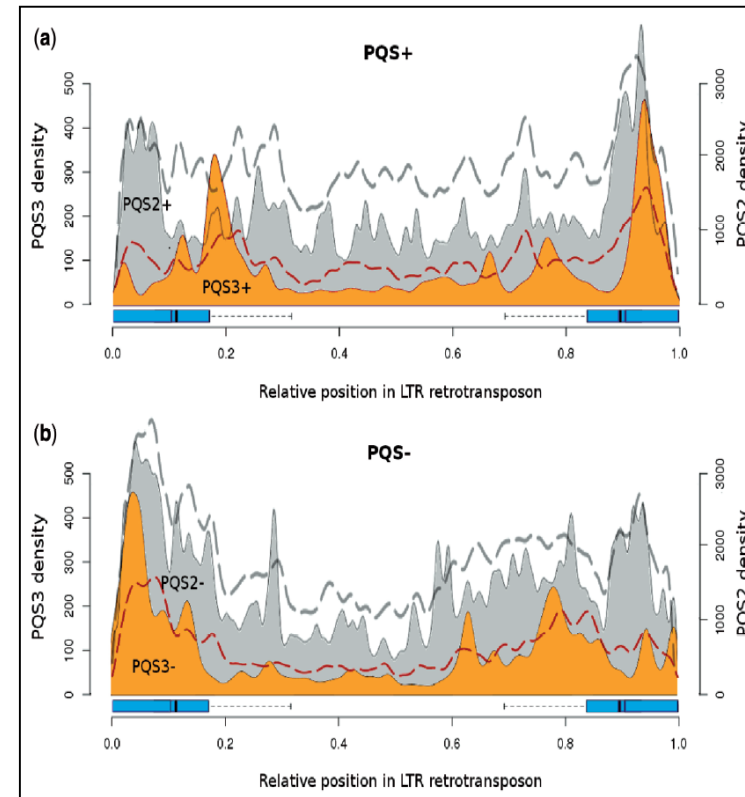 (a)
PQS+
PQS3 density
0 100 200 300 400 500
PQS2+
PQS3+
0 1000 2000 3000
PQS2 density
0.0 0.2 0.4 0.6 0.8 1.0
Relative position in LTR retrotransposon
(b)
PQS-
PQS3 density
0 100 200 300 400 500
PQS2-
PQS3-
0 1000 2000 3000
PQS2 density
0.0 0.2 0.4 0.6 0.8 1.0
Relative position in LTR retrotransposon